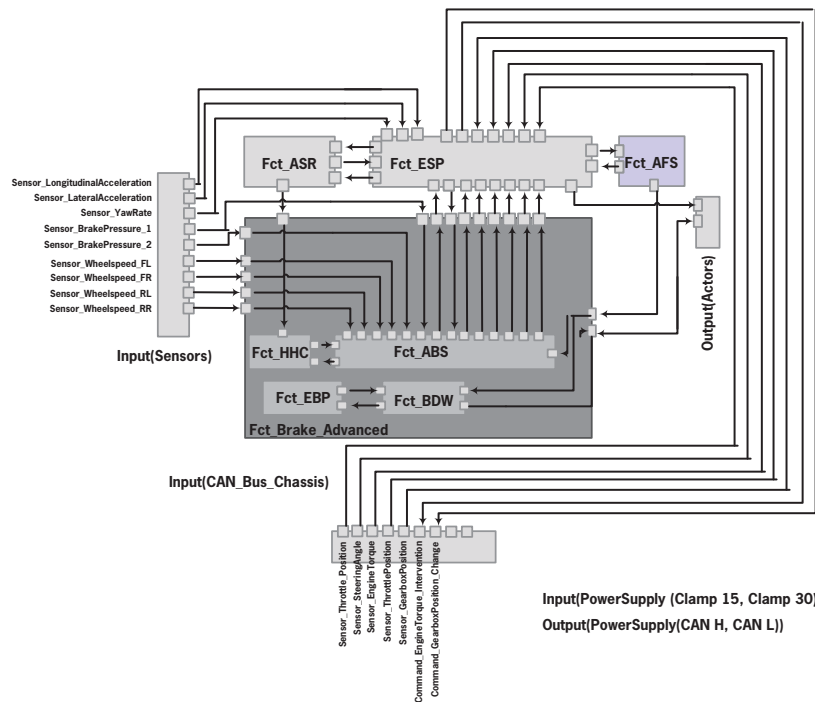 Fct_ASR
Fct_ESP
Fct_AFS
Sensor_LongitudinalAcceleration
Sensor_LateralAcceleration
Sensor_YawRate
Sensor_BrakePressure_1
Sensor_BrakePressure_2
Sensor_Wheelspeed_FL
Sensor_Wheelspeed_FR
Sensor_Wheelspeed_RL
Sensor_Wheelspeed_RR
Input(Sensors)
Output(Actors)
Fct_HHC
Fct_ABS
Fct_EBP
Fct_BDW
Fct_Brake_Advanced
Input(CAN_Bus_Chassis)
Sensor_Throttle_Position
Sensor_SteeringAngle
Sensor_EngineTorque
Sensor_ThrottlePosition
Sensor_GearboxPosition
Command_EngineTorque_Intervention
Command_GearboxPosition_Change
Input(PowerSupply (Clamp 15, Clamp 30)
Output(PowerSupply(CAN H, CAN L))